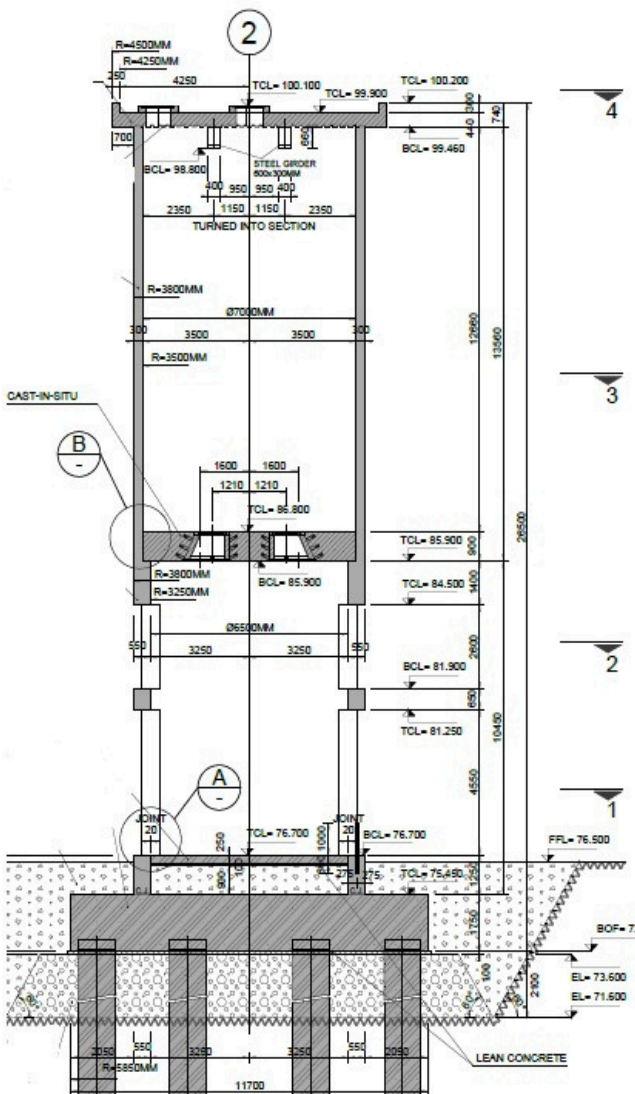 2
R=4500MM
R=4250MM
250
4250
TCL= 100.100
TCL= 99.900
TCL= 100.200
4
300
740
440
700
660
BCL= 99.460
BCL= 98.800
STEEL GIRDER
600x300MM
400
950
950
400
2350
1150
1150
2350
TURNED INTO SECTION
R=3800MM
Ø7000MM
300
3500
3500
300
R=3500MM
12660
13560
3
CAST-IN-SITU
B
-
1600
1600
1210
1210
26500
TCL= 86.800
TCL= 85.900
900
BCL= 85.900
R=3800MM
TCL= 84.500
1400
R=3250MM
Ø6500MM
550
3250
3250
550
2600
2
BCL= 81.900
650
TCL= 81.250
10450
4550
A
-
1
JOINT
20
250
TCL= 76.700
1000
JOINT
20
BCL= 76.700
FFL= 76.500
900
100
275
275
TCL= 75.450
1250
1750
BOF= 7
100
EL= 73.600
2100
EL= 71.600
60°
550
3250
3250
550
2050
2050
LEAN CONCRETE
R=5850MM
11700